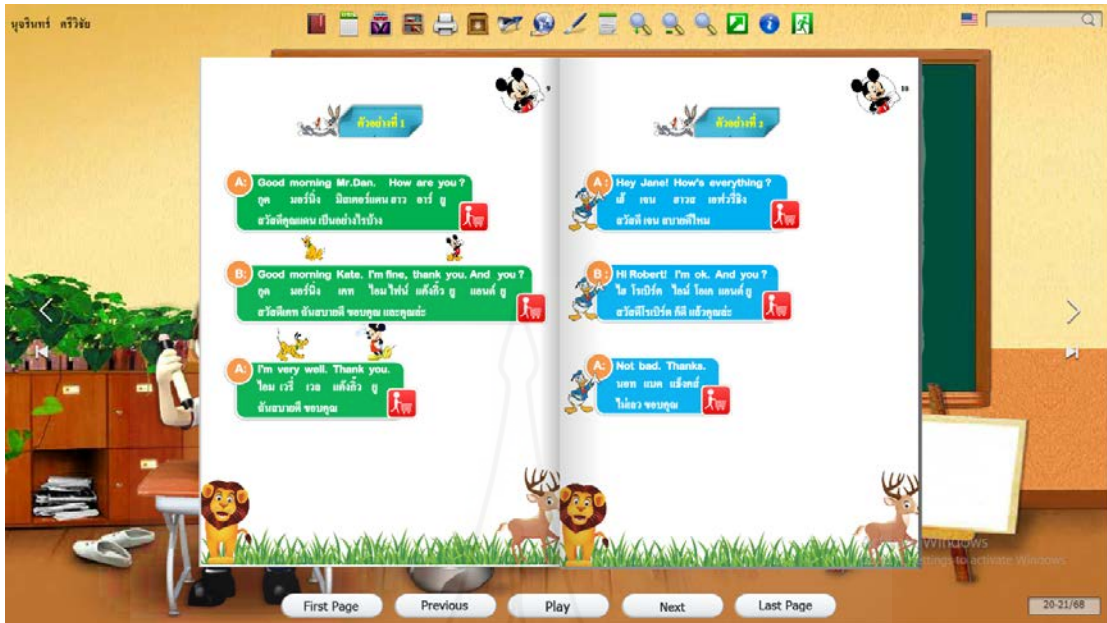 นุจรินทร์ ศรีวิชัย
9
ตัวอย่างที่ 1
A: Good morning Mr.Dan. How are you ?
กูด มอร์นิ่ง มิสเตอร์แดน ฮาว อาร์ ยู
สวัสดีคุณแดน เป็นอย่างไรบ้าง
B: Good morning Kate. I'm fine, thank you. And you ?
กูด มอร์นิ่ง เคท ไอม ไฟน์ แต๊งกิ้ว ยู แอนด์ ยู
สวัสดีเคท ฉันสบายดี ขอบคุณ และคุณล่ะ
A: I'm very well. Thank you.
ไอม เวรี่ เวล แต๊งกิ้ว ยู
ฉันสบายดี ขอบคุณ
10
ตัวอย่างที่ 2
A : Hey Jane! How's everything ?
เฮ้ เจน ฮาวส เอฟวรี่ธิง
สวัสดี เจน สบายดีไหม
B : Hi Robert! I'm ok. And you ?
ไฮ โรเบิร์ต ไอม์ โอเค แอนด์ ยู
สวัสดีโรเบิร์ต ก็ดี แล้วคุณล่ะ
A: Not bad. Thanks.
นอท แบด แธ็งคส์
ไม่เลว ขอบคุณ
Windows
to activate Windows.
First Page Previous Play Next Last Page
20-21/68